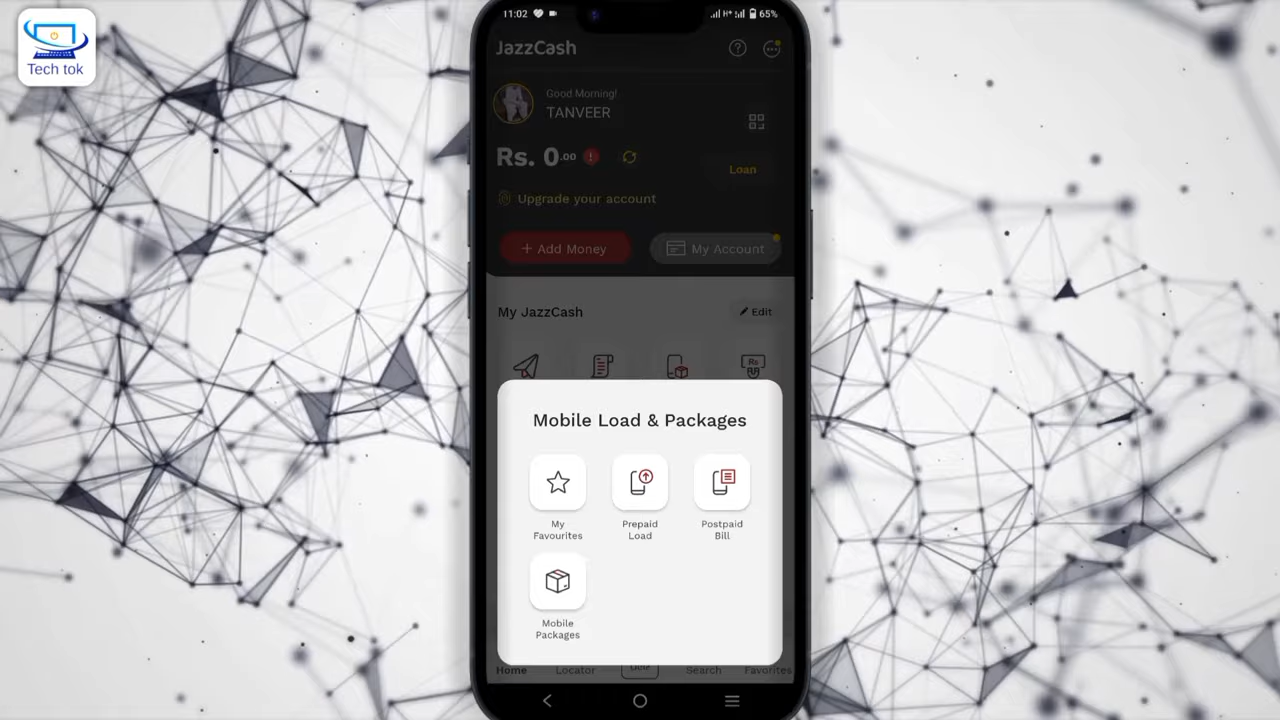 Tech tok
11:02
65%
JazzCash
Good Morning!
TANVEER
Rs. 0.00
Loan
Upgrade your account
+ Add Money
My Account
My JazzCash
Edit
Mobile Load & Packages
My
Favourites
Prepaid
Load
Postpaid
Bill
Mobile
Packages
Home
Locator
Search
Favorites